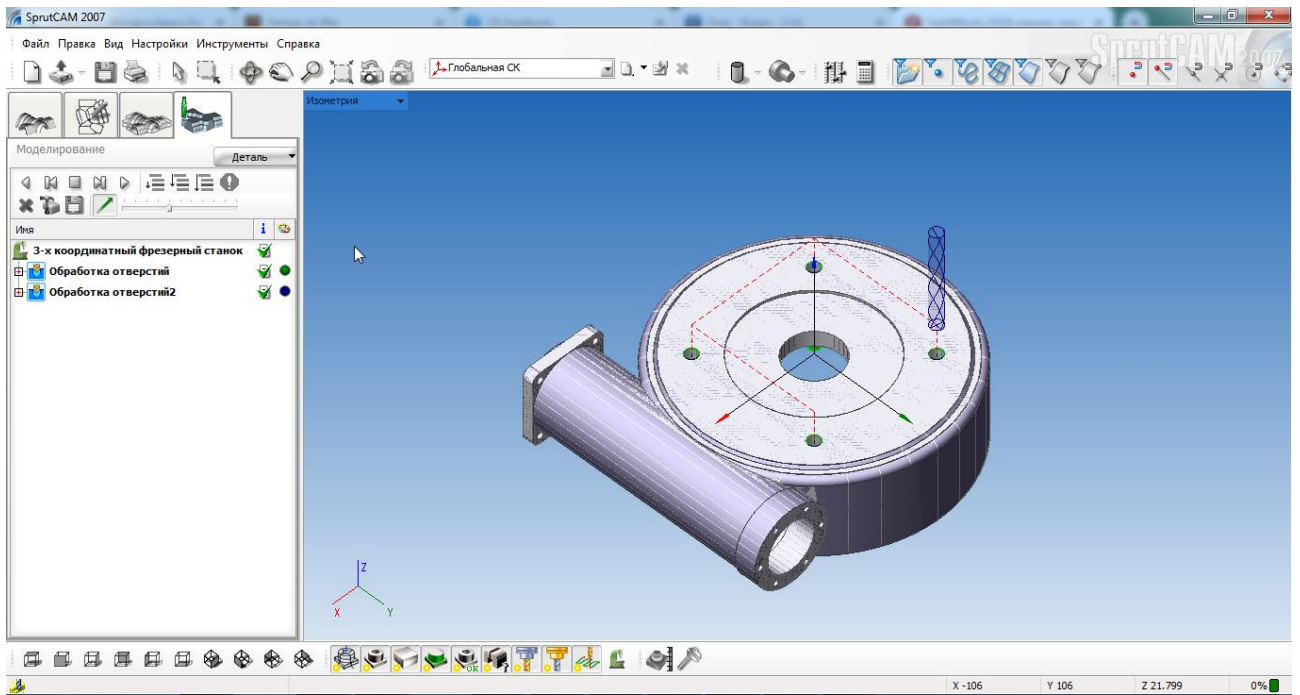 SprutCAM 2007
Файл Правка Вид Настройки Инструменты Справка
SprutCAM 2007
Глобальная СК
Изометрия
Моделирование
Деталь
Имя
3-х координатный фрезерный станок
Обработка отверстий
Обработка отверстий2
Z
X
Y
OK
X -106 Y 106 Z 21.799 0%